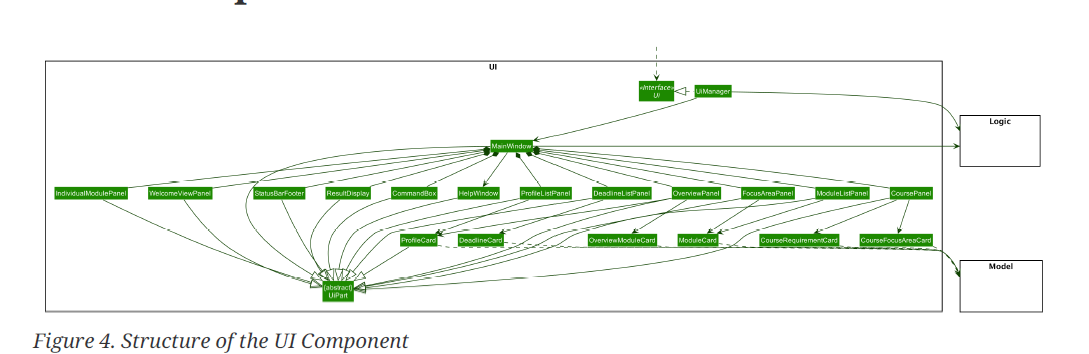 UI
«Interface»
UI
UiManager
Logic
MainWindow
IndividualModulePanel
WelcomeViewPanel
StatusBarFooter
ResultDisplay
CommandBox
HelpWindow
ProfileListPanel
DeadlineListPanel
OverviewPanel
FocusAreaPanel
ModuleListPanel
CoursePanel
ProfileCard
DeadlineCard
OverviewModuleCard
ModuleCard
CourseRequirementCard
CourseFocusAreaCard
Model
{abstract}
UiPart
Figure 4. Structure of the UI Component